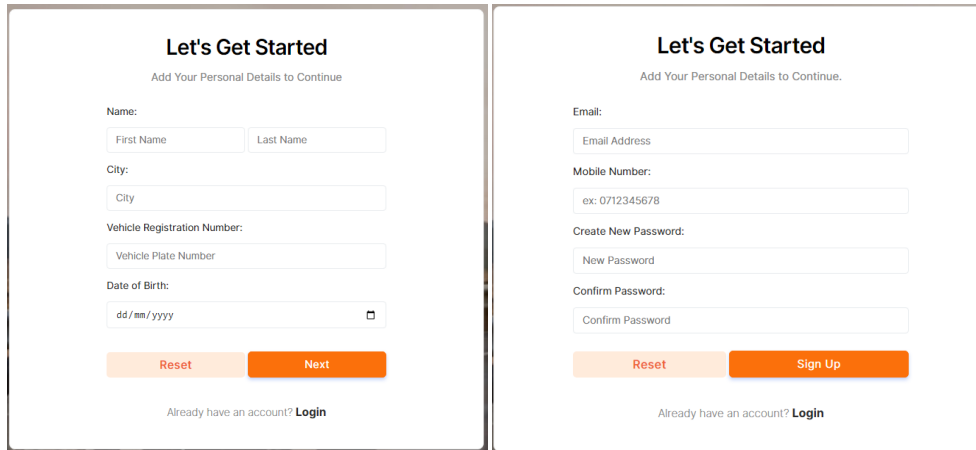 Let's Get Started
Add Your Personal Details to Continue
Name:
First Name Last Name
City:
City
Vehicle Registration Number:
Vehicle Plate Number
Date of Birth:
dd/mm/yyyy
Reset Next
Already have an account? Login
Let's Get Started
Add Your Personal Details to Continue.
Email:
Email Address
Mobile Number:
ex: 0712345678
Create New Password:
New Password
Confirm Password:
Confirm Password
Reset Sign Up
Already have an account? Login